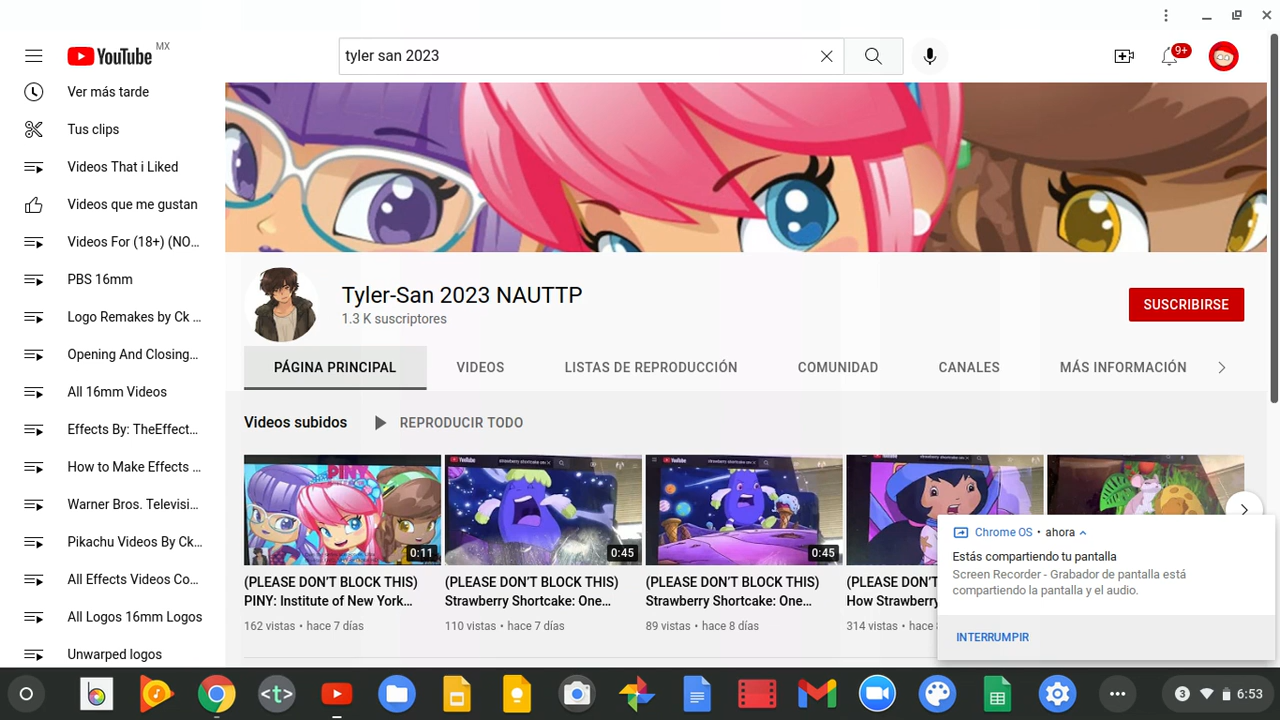 YouTube MX
tyler san 2023
9+
Ver más tarde
Tus clips
Videos That i Liked
Videos que me gustan
Videos For (18+) (NO...
PBS 16mm
Logo Remakes by Ck ...
Opening And Closing...
All 16mm Videos
Effects By: TheEffect...
How to Make Effects ...
Warner Bros. Televisi...
Pikachu Videos By Ck...
All Effects Videos Co...
All Logos 16mm Logos
Unwarped logos
Tyler-San 2023 NAUTTP
1.3 K suscriptores
SUSCRIBIRSE
PÁGINA PRINCIPAL
VIDEOS
LISTAS DE REPRODUCCIÓN
COMUNIDAD
CANALES
MÁS INFORMACIÓN
Videos subidos
REPRODUCIR TODO
PINY
0:11
(PLEASE DON'T BLOCK THIS)
PINY: Institute of New York...
162 vistas • hace 7 días
0:45
(PLEASE DON'T BLOCK THIS)
Strawberry Shortcake: One...
110 vistas • hace 7 días
0:45
(PLEASE DON'T BLOCK THIS)
Strawberry Shortcake: One...
89 vistas • hace 8 días
(PLEASE DON'T
How Strawberry
314 vistas • hace
Chrome OS • ahora
Estás compartiendo tu pantalla
Screen Recorder - Grabador de pantalla está
compartiendo la pantalla y el audio.
INTERRUMPIR
<t>
3
6:53